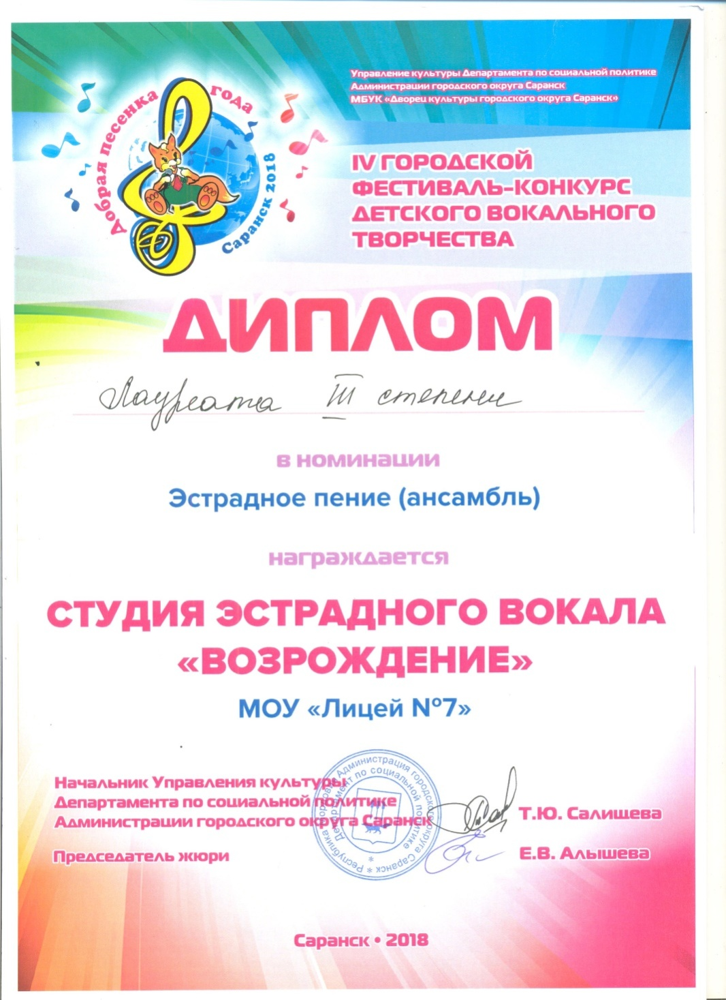 Управление культуры Департамента по социальной политике
Администрации городского округа Саранск
МБУК «Дворец культуры городского округа Саранск»
Добрая песенка года
Саранск 2018
IV ГОРОДСКОЙ
ФЕСТИВАЛЬ-КОНКУРС
ДЕТСКОГО ВОКАЛЬНОГО
ТВОРЧЕСТВА
ДИПЛОМ
Лауреата III степени
в номинации
Эстрадное пение (ансамбль)
награждается
СТУДИЯ ЭСТРАДНОГО ВОКАЛА
«ВОЗРОЖДЕНИЕ»
МОУ «Лицей №7»
Начальник Управления культуры
Департамента по социальной политике
Администрации городского округа Саранск
Т.Ю. Салищева
Председатель жюри
Е.В. Алышева
Республика Мордовия Администрация городского округа Саранск
Департамент по социальной политике
Саранск • 2018